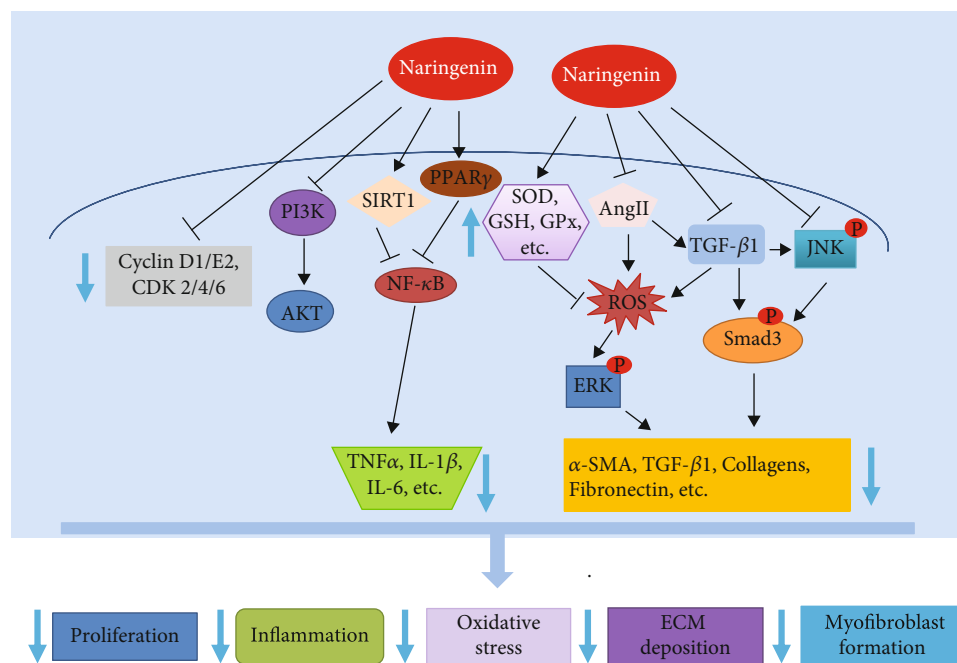 Naringenin
Naringenin
PI3K
SIRT1
PPARγ
SOD,
GSH, GPx,
etc.
AngII
TGF-β1
P
JNK
Cyclin D1/E2,
CDK 2/4/6
AKT
NF-κB
ROS
P
Smad3
P
ERK
TNFα, IL-1β,
IL-6, etc.
α-SMA, TGF-β1, Collagens,
Fibronectin, etc.
Proliferation
Inflammation
Oxidative
stress
ECM
deposition
Myofibroblast
formation